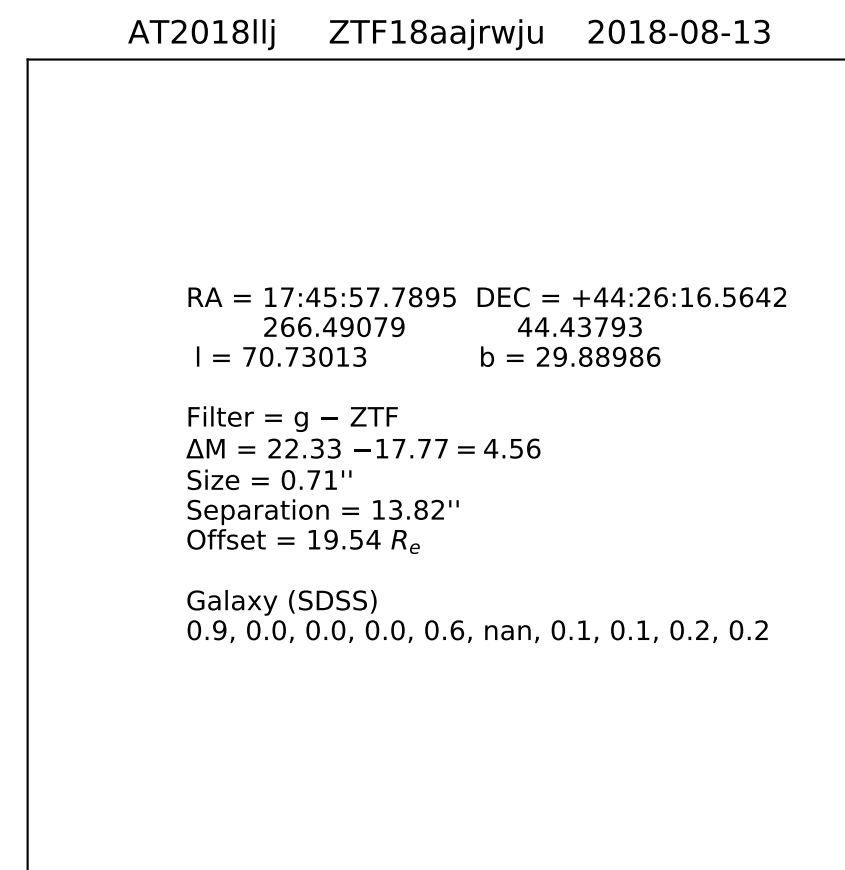 AT2018llj ZTF18aajrwju 2018-08-13
RA = 17:45:57.7895 DEC = +44:26:16.5642
266.49079 44.43793
l = 70.73013 b = 29.88986
Filter = g − ZTF
ΔM = 22.33 −17.77 = 4.56
Size = 0.71''
Separation = 13.82''
Offset = 19.54 Rₑ
Galaxy (SDSS)
0.9, 0.0, 0.0, 0.0, 0.6, nan, 0.1, 0.1, 0.2, 0.2